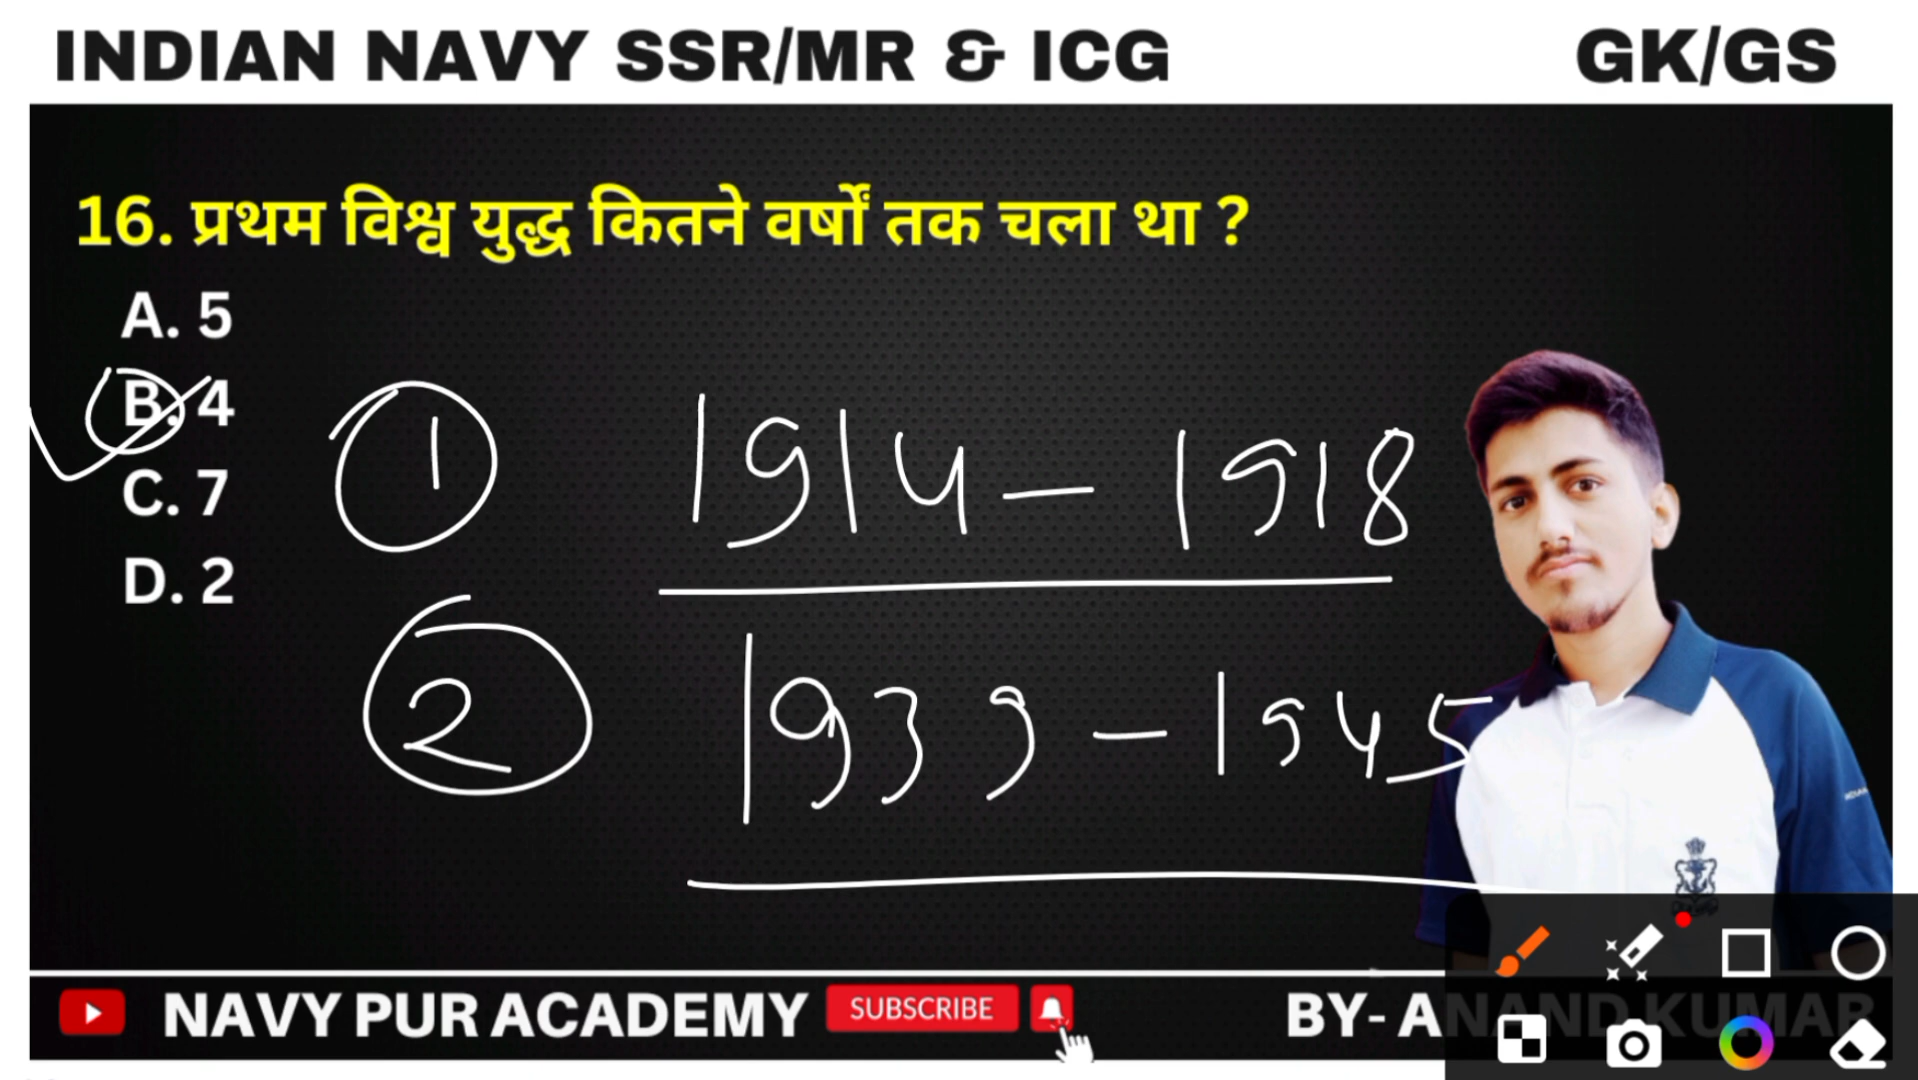 INDIAN NAVY SSR/MR & ICG GK/GS
16. प्रथम विश्व युद्ध कितने वर्षों तक चला था ?
A. 5
B. 4
C. 7
D. 2
1 1914 - 1918
2 1939 - 1945
NAVY PUR ACADEMY SUBSCRIBE BY- ANAND KUMAR